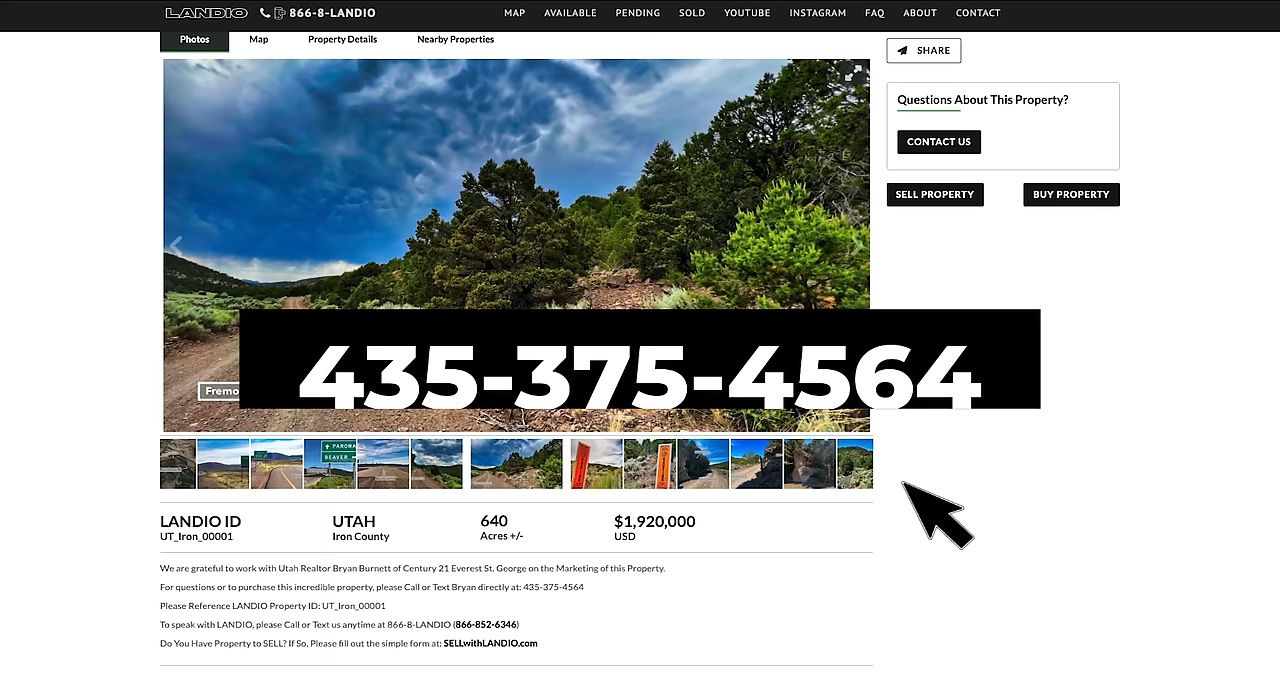 LANDIO 866-8-LANDIO MAP AVAILABLE PENDING SOLD YOUTUBE INSTAGRAM FAQ ABOUT CONTACT
Photos Map Property Details Nearby Properties
SHARE
Questions About This Property?
CONTACT US
SELL PROPERTY BUY PROPERTY
435-375-4564
Fremo
PAROWA
BEAVER
LANDIO ID UTAH 640 $1,920,000
UT_Iron_00001 Iron County Acres +/- USD
We are grateful to work with Utah Realtor Bryan Burnett of Century 21 Everest St. George on the Marketing of this Property.
For questions or to purchase this incredible property, please Call or Text Bryan directly at: 435-375-4564
Please Reference LANDIO Property ID: UT_Iron_00001
To speak with LANDIO, please Call or Text us anytime at 866-8-LANDIO (866-852-6346)
Do You Have Property to SELL? If So, Please fill out the simple form at: SELLwithLANDIO.com